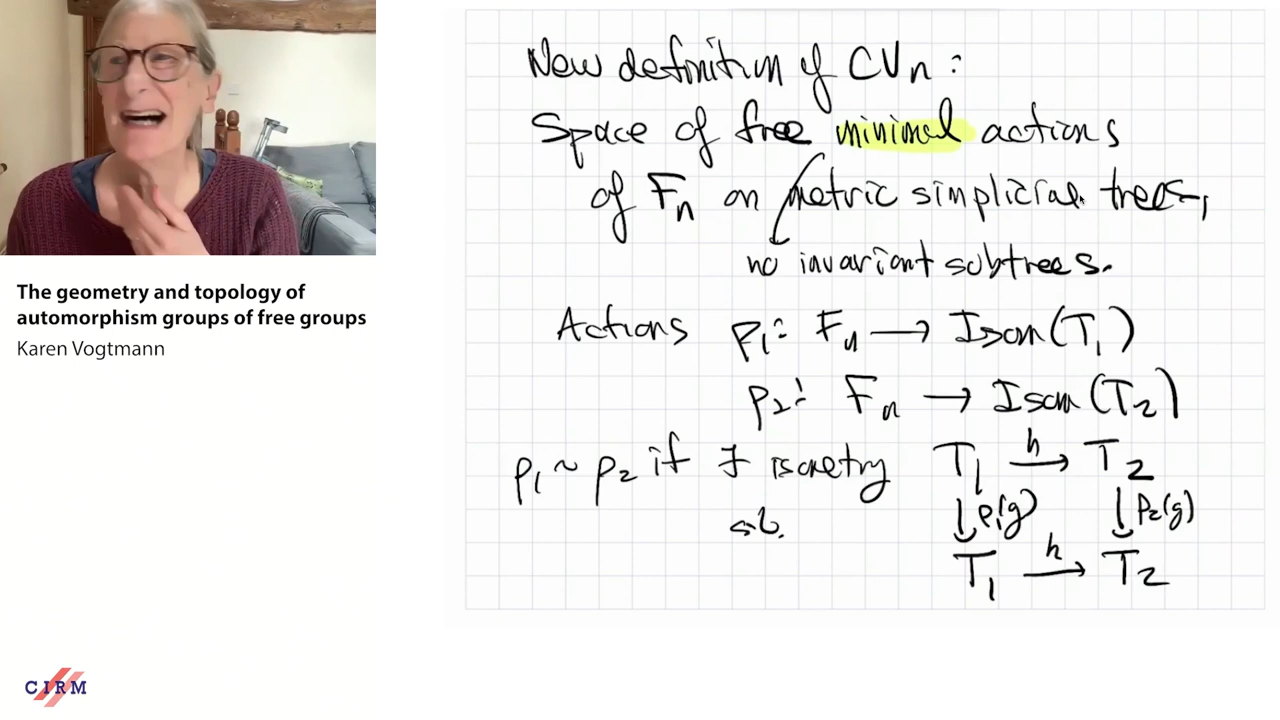 New definition of CVn :
Space of free minimal actions
of Fn on metric simplicial trees,
no invariant subtrees.
Actions ρ₁: Fn → Isom(T₁)
ρ₂: Fn → Isom(T₂)
ρ₁ ~ ρ₂ if ∃ isometry T₁ →h T₂
s.t. ↓ρ₁(g) ↓ρ₂(g)
T₁ →h T₂
The geometry and topology of
automorphism groups of free groups
Karen Vogtmann
CIRM